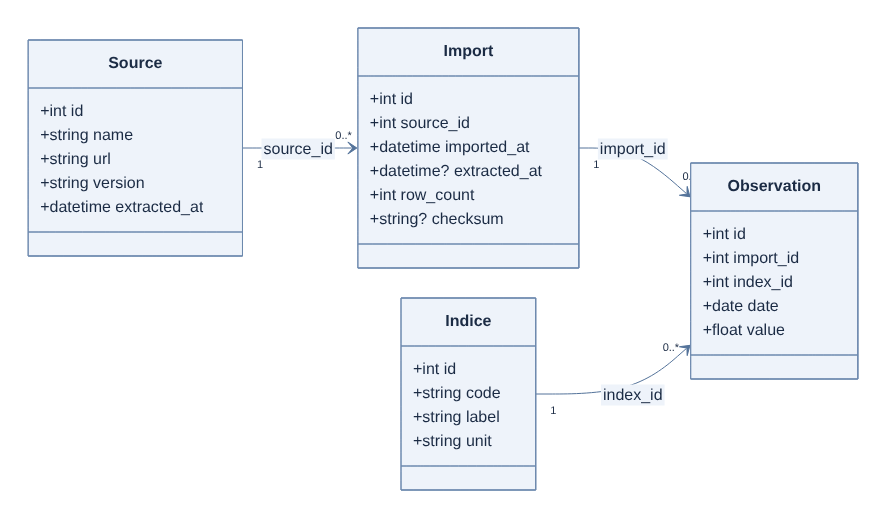 Source
+int id
+string name
+string url
+string version
+datetime extracted_at
source_id
1
0..*
Import
+int id
+int source_id
+datetime imported_at
+datetime? extracted_at
+int row_count
+string? checksum
import_id
1
0.
Observation
+int id
+int import_id
+int index_id
+date date
+float value
Indice
+int id
+string code
+string label
+string unit
index_id
1
0..*